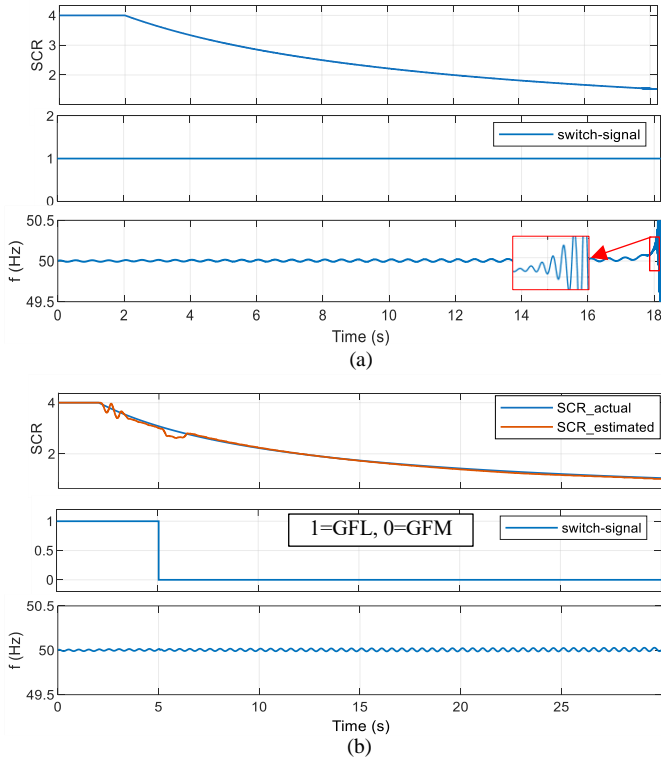 4
3
2
SCR
2
1
0
switch-signal
50.5
50
49.5
f (Hz)
0 2 4 6 8 10 12 14 16 18
Time (s)
(a)
4
2
SCR
SCR_actual
SCR_estimated
1
0.5
0
1=GFL, 0=GFM
switch-signal
50.5
50
49.5
f (Hz)
0 5 10 15 20 25
Time (s)
(b)